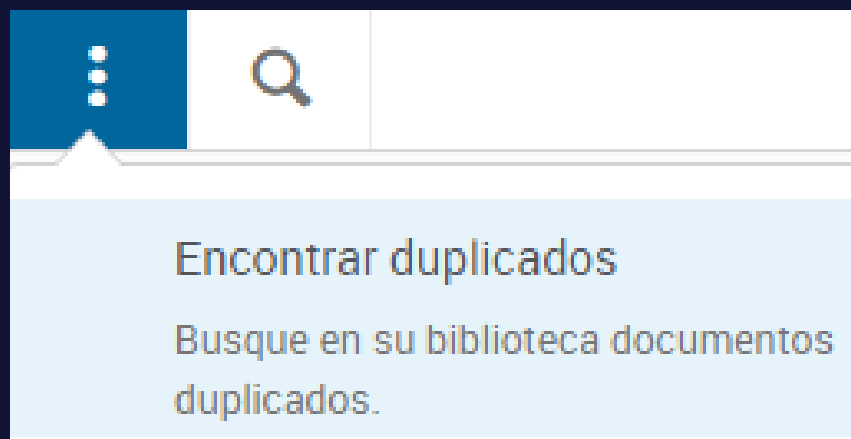 Encontrar duplicados
Busque en su biblioteca documentos
duplicados.